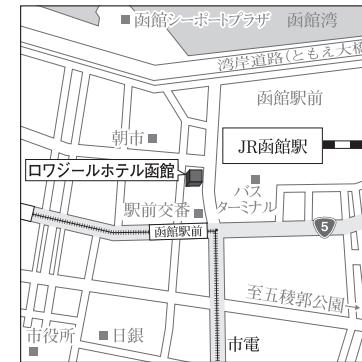 函館シーポートプラザ
函館湾
湾岸道路(ともえ大橋
函館駅前
朝市
JR函館駅
ロワジールホテル函館
バス
ターミナル
駅前交番
函館駅前
5
至五稜郭公園→
市役所
日銀
市電